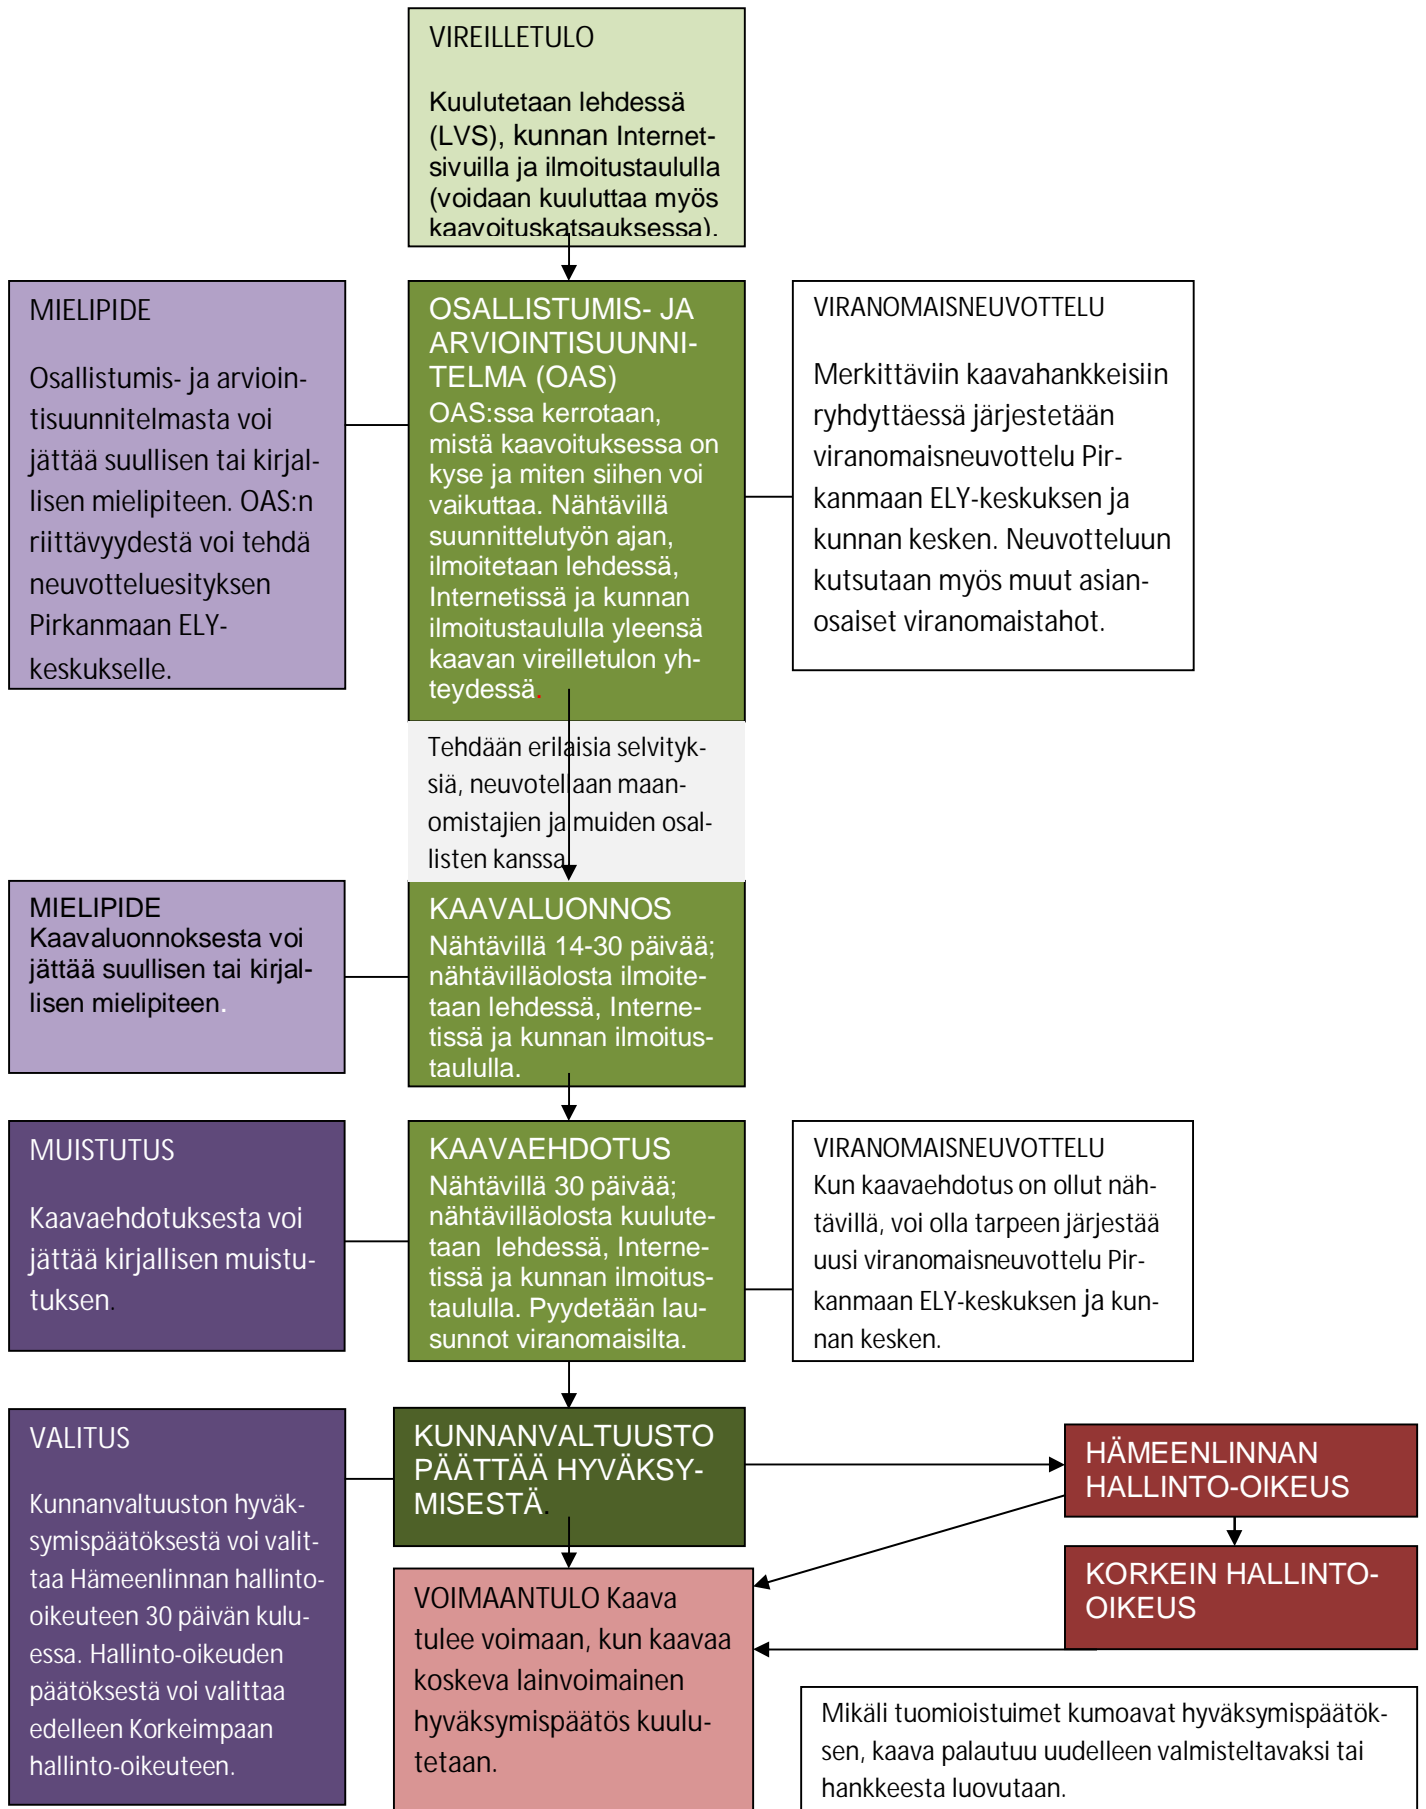 VIREILLETULO
Kuulutetaan lehdessä
(LVS), kunnan Internet-
sivuilla ja ilmoitustaululla
(voidaan kuuluttaa myös
kaavoituskatsauksessa).
MIELIPIDE
Osallistumis- ja arvioin-
tisuunnitelmasta voi
jättää suullisen tai kirjal-
lisen mielipiteen. OAS:n
riittävyydestä voi tehdä
neuvotteluesityksen
Pirkanmaan ELY-
keskukselle.
OSALLISTUMIS- JA
ARVIOINTISUUNNI-
TELMA (OAS)
OAS:ssa kerrotaan,
mistä kaavoituksessa on
kyse ja miten siihen voi
vaikuttaa. Nähtävillä
suunnittelutyön ajan,
ilmoitetaan lehdessä,
Internetissä ja kunnan
ilmoitustaululla yleensä
kaavan vireilletulon yh-
teydessä.
VIRANOMAISNEUVOTTELU
Merkittäviin kaavahankkeisiin
ryhdyttäessä järjestetään
viranomaisneuvottelu Pir-
kanmaan ELY-keskuksen ja
kunnan kesken. Neuvotteluun
kutsutaan myös muut asian-
osaiset viranomaistahot.
Tehdään erilaisia selvityk-
siä, neuvotellaan maan-
omistajien ja muiden osal-
listen kanssa
MIELIPIDE
Kaavaluonnoksesta voi
jättää suullisen tai kirjal-
lisen mielipiteen.
KAAVALUONNOS
Nähtävillä 14-30 päivää;
nähtävilläolosta ilmoite-
taan lehdessä, Interne-
tissä ja kunnan ilmoitus-
taululla.
MUISTUTUS
Kaavaehdotuksesta voi
jättää kirjallisen muistu-
tuksen.
KAAVAEHDOTUS
Nähtävillä 30 päivää;
nähtävilläolosta kuulute-
taan lehdessä, Interne-
tissä ja kunnan ilmoitus-
taululla. Pyydetään lau-
sunnot viranomaisilta.
VIRANOMAISNEUVOTTELU
Kun kaavaehdotus on ollut näh-
tävillä, voi olla tarpeen järjestää
uusi viranomaisneuvottelu Pir-
kanmaan ELY-keskuksen ja kun-
nan kesken.
VALITUS
Kunnanvaltuuston hyväk-
symispäätöksestä voi valit-
taa Hämeenlinnan hallinto-
oikeuteen 30 päivän kulu-
essa. Hallinto-oikeuden
päätöksestä voi valittaa
edelleen Korkeimpaan
hallinto-oikeuteen.
KUNNANVALTUUSTO
PÄÄTTÄÄ HYVÄKSY-
MISESTÄ.
HÄMEENLINNAN
HALLINTO-OIKEUS
KORKEIN HALLINTO-
OIKEUS
VOIMAANTULO Kaava
tulee voimaan, kun kaavaa
koskeva lainvoimainen
hyväksymispäätös kuulu-
tetaan.
Mikäli tuomioistuimet kumoavat hyväksymispäätök-
sen, kaava palautuu uudelleen valmisteltavaksi tai
hankkeesta luovutaan.